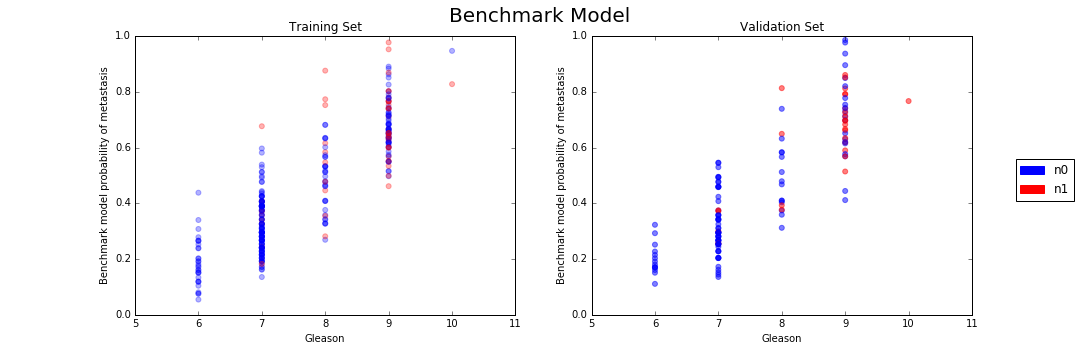 Benchmark Model
Training Set
Benchmark model probability of metastasis
1.0
0.8
0.6
0.4
0.2
0.0
5 6 7 8 9 10 11
Gleason
Validation Set
Benchmark model probability of metastasis
1.0
0.8
0.6
0.4
0.2
0.0
5 6 7 8 9 10 11
Gleason
n0
n1